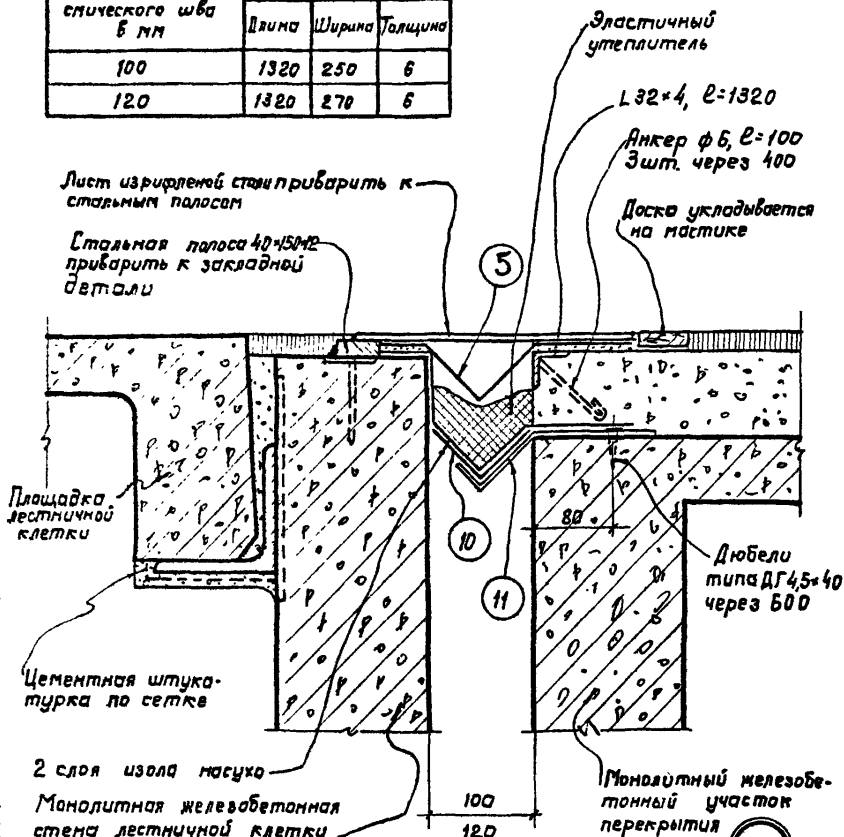 смического шва
в мм
Длина Ширина Толщина
100 1320 250 6
120 1320 270 6
Эластичный
утеплитель
L 32×4, ℓ=1320
Анкер ф 6, ℓ=100
3шт. через 400
Доска укладывается
на мастике
Лист из рифленой стали приварить к
стальным полосам
Стальная полоса 40×150×12
приварить к закладной
детали
5
Площадка
лестничной
клетки
10
11
80
Дюбели
типа ДГ 4,5×40
через 600
Цементная штука-
турка по сетке
2 слоя изола насухо
Монолитная железобетонная
стена лестничной клетки
100
120
Монолитный железобе-
тонный участок
перекрытия